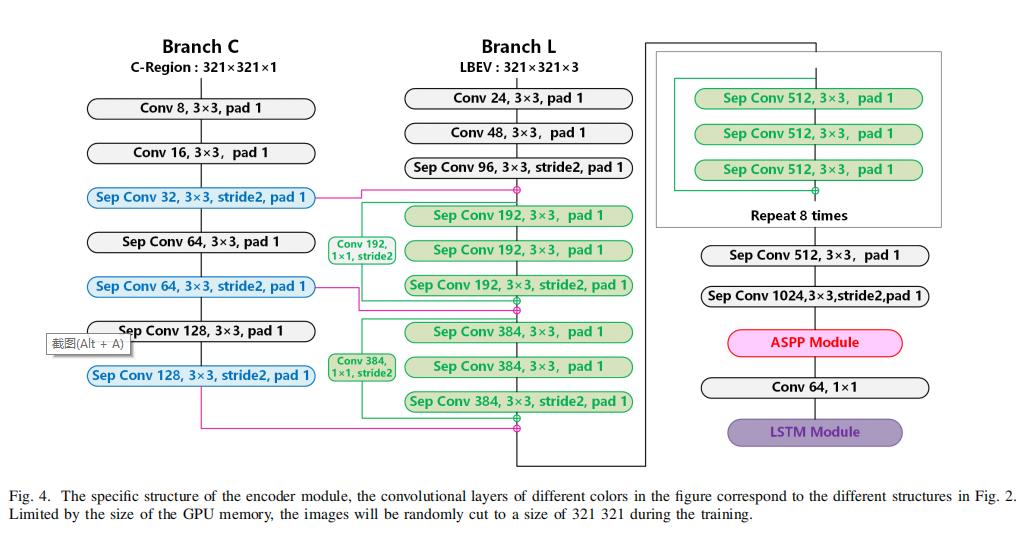 Branch C
C-Region : 321×321×1
Conv 8, 3×3, pad 1
Conv 16, 3×3, pad 1
Sep Conv 32, 3×3, stride2, pad 1
Sep Conv 64, 3×3, pad 1
Sep Conv 64, 3×3, stride2, pad 1
Sep Conv 128, 3×3, pad 1
截图(Alt + A)
Sep Conv 128, 3×3, stride2, pad 1
Branch L
LBEV : 321×321×3
Conv 24, 3×3, pad 1
Conv 48, 3×3, pad 1
Sep Conv 96, 3×3, stride2, pad 1
Sep Conv 192, 3×3, pad 1
Sep Conv 192, 3×3, pad 1
Sep Conv 192, 3×3, stride2, pad 1
Conv 192,
1×1, stride2
Sep Conv 384, 3×3, pad 1
Sep Conv 384, 3×3, pad 1
Sep Conv 384, 3×3, stride2, pad 1
Conv 384,
1×1, stride2
Sep Conv 512, 3×3, pad 1
Sep Conv 512, 3×3, pad 1
Sep Conv 512, 3×3, pad 1
Repeat 8 times
Sep Conv 512, 3×3, pad 1
Sep Conv 1024,3×3,stride2,pad 1
ASPP Module
Conv 64, 1×1
LSTM Module
Fig. 4. The specific structure of the encoder module, the convolutional layers of different colors in the figure correspond to the different structures in Fig. 2.
Limited by the size of the GPU memory, the images will be randomly cut to a size of 321 321 during the training.